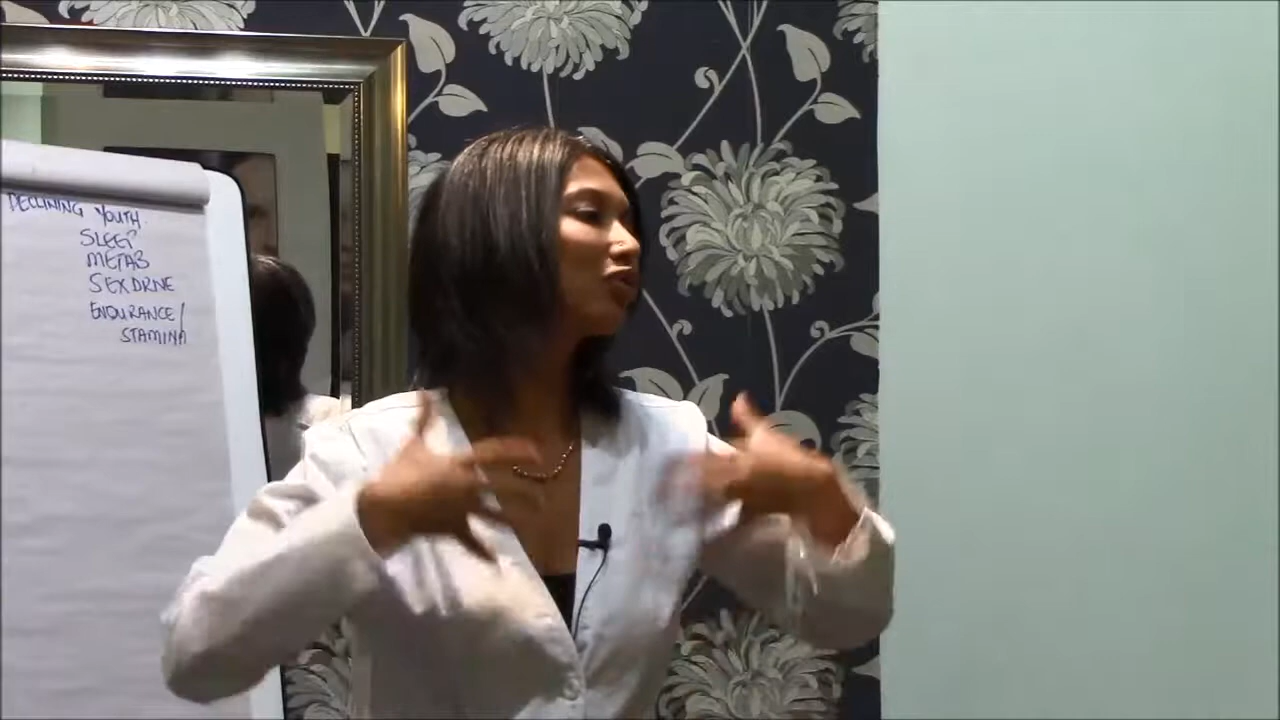 DECLINING YOUTH
SLEEP
METAB
SEX DRIVE
ENDURANCE/
STAMINA